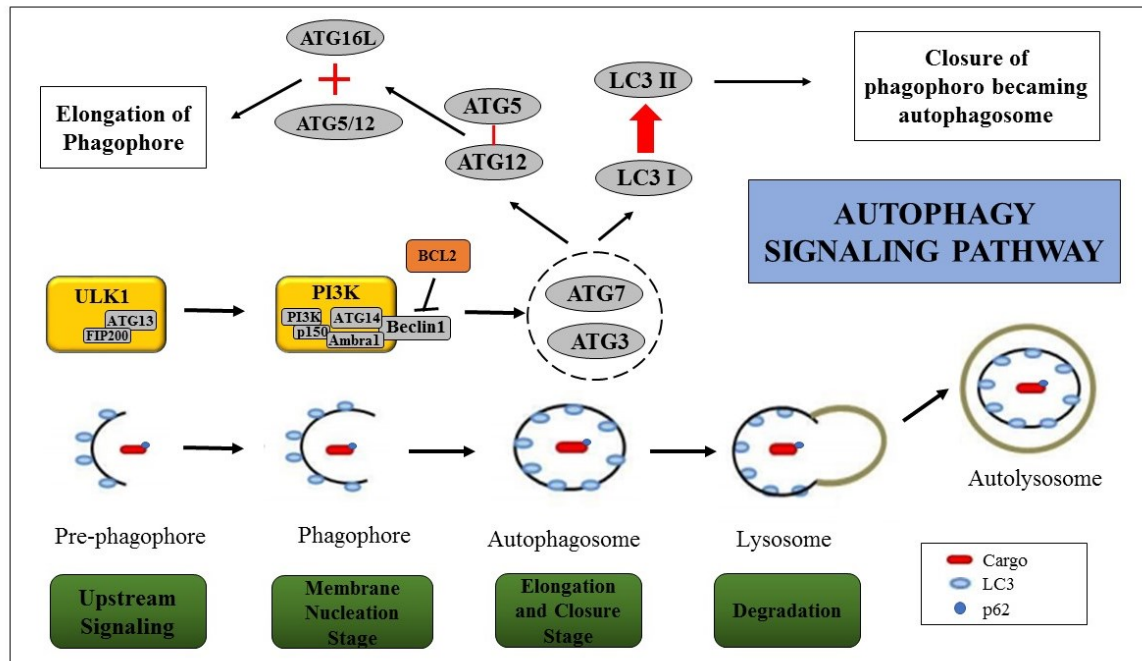 ATG16L
ATG5/12
Elongation of
Phagophore
ATG5
ATG12
LC3 II
LC3 I
Closure of
phagophoro becaming
autophagosome
AUTOPHAGY
SIGNALING PATHWAY
BCL2
ULK1
ATG13
FIP200
PI3K
PI3K
p150
ATG14
Ambra1
Beclin1
ATG7
ATG3
Pre-phagophore
Phagophore
Autophagosome
Lysosome
Autolysosome
Upstream
Signaling
Membrane
Nucleation
Stage
Elongation
and Closure
Stage
Degradation
Cargo
LC3
p62